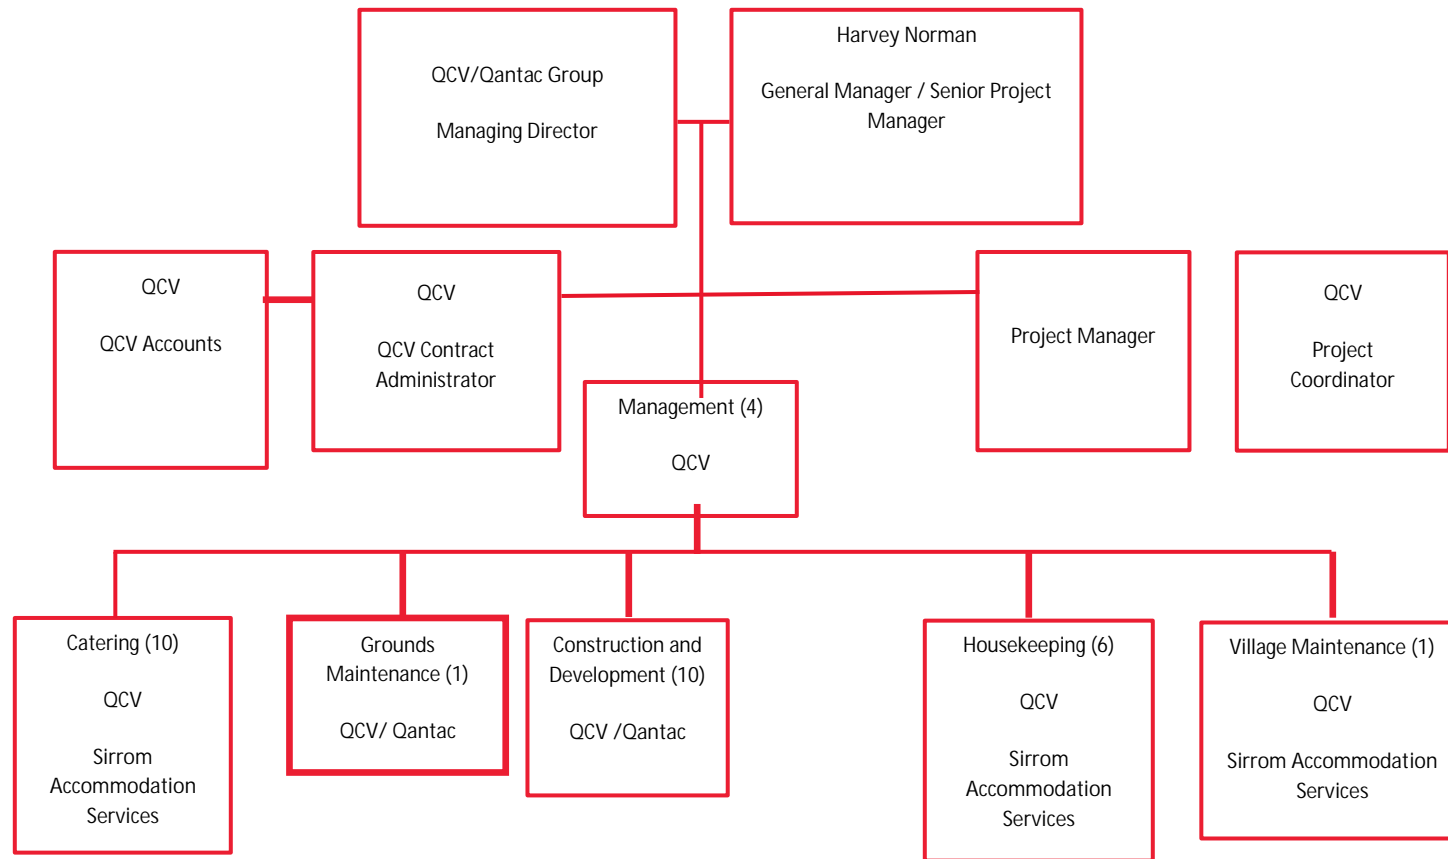 QCV/Qantac Group
Managing Director
Harvey Norman
General Manager / Senior Project
Manager
QCV
QCV Accounts
QCV
QCV Contract
Administrator
Project Manager
QCV
Project
Coordinator
Management (4)
QCV
Catering (10)
QCV
Sirrom
Accommodation
Services
Grounds
Maintenance (1)
QCV/ Qantac
Construction and
Development (10)
QCV /Qantac
Housekeeping (6)
QCV
Sirrom
Accommodation
Services
Village Maintenance (1)
QCV
Sirrom Accommodation
Services